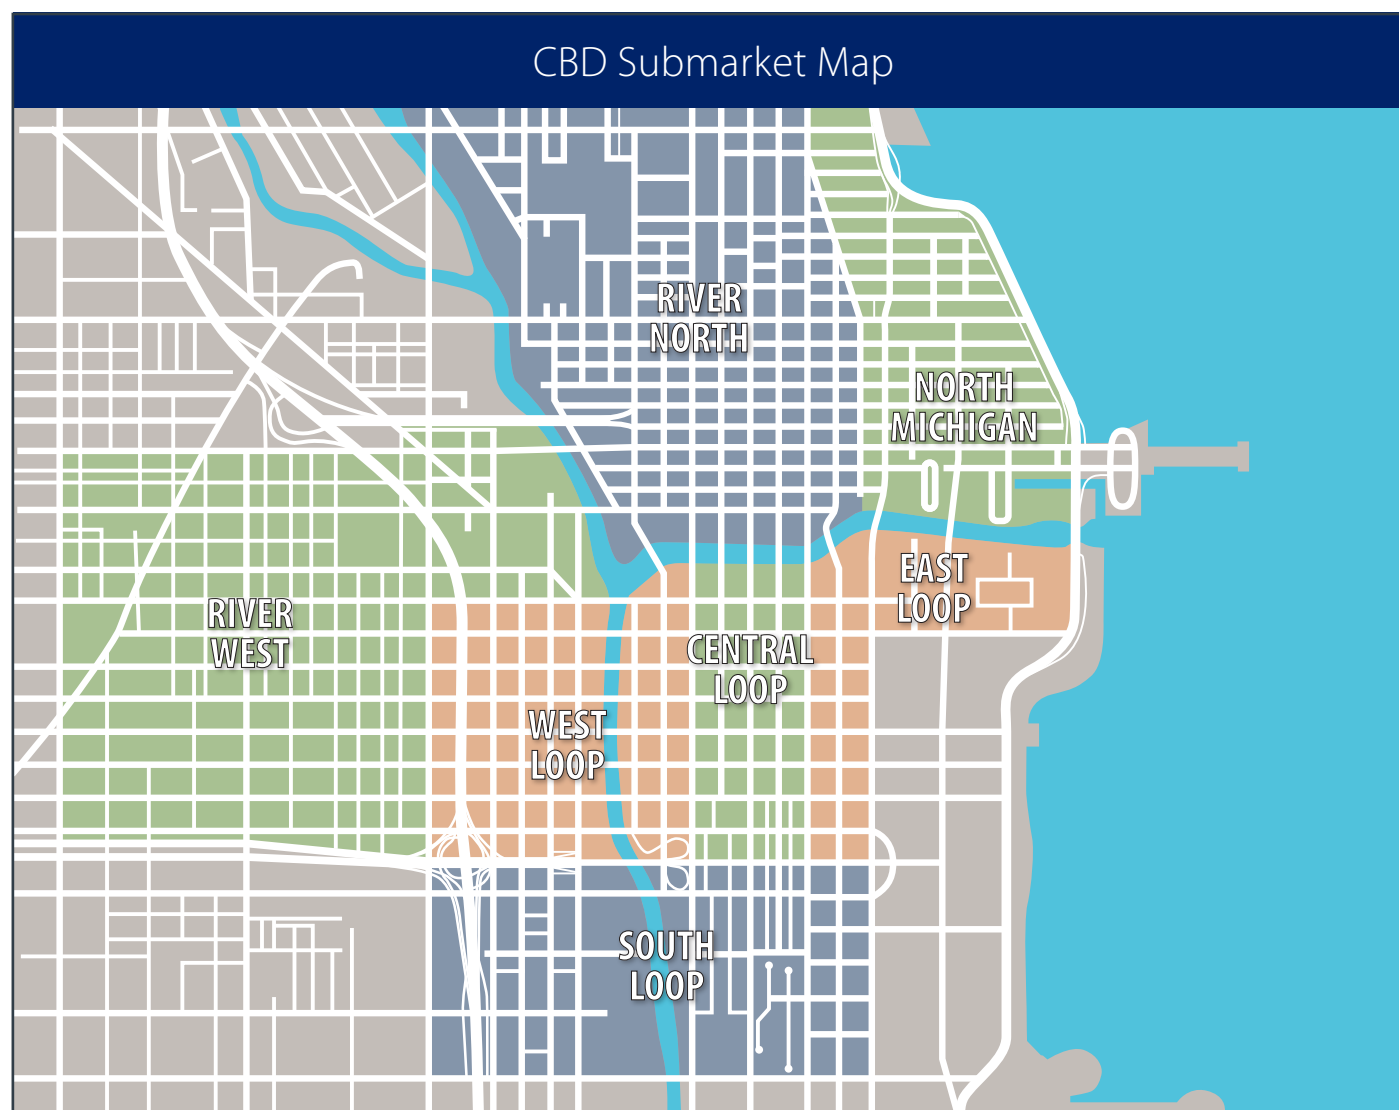 CBD Submarket Map
RIVER
NORTH
NORTH
MICHIGAN
EAST
LOOP
RIVER
WEST
CENTRAL
LOOP
WEST
LOOP
SOUTH
LOOP